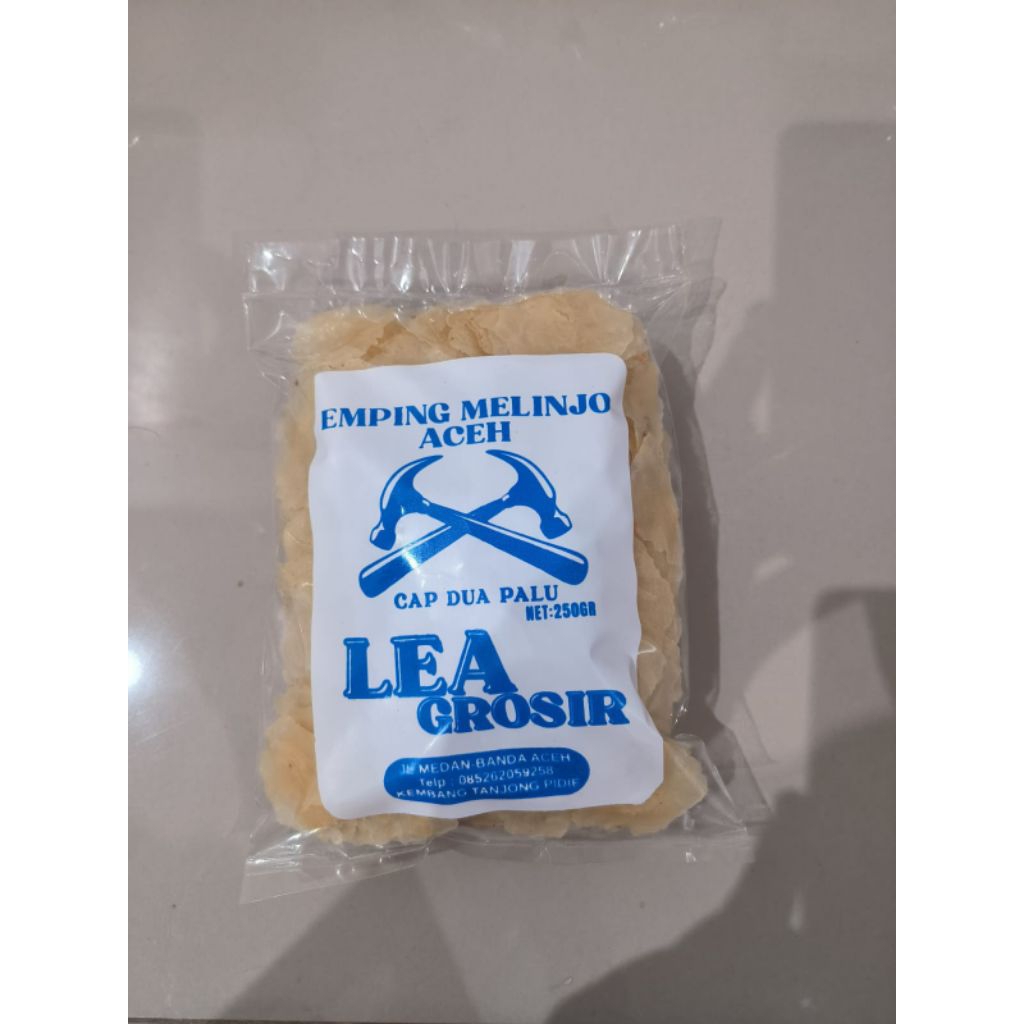 EMPING MELINJO
ACEH
CAP DUA PALU
NET:250GR
LEA
GROSIR
JL MEDAN-BANDA ACEH
Telp : 085262059258
KEMBANG TANJONG PIDIE